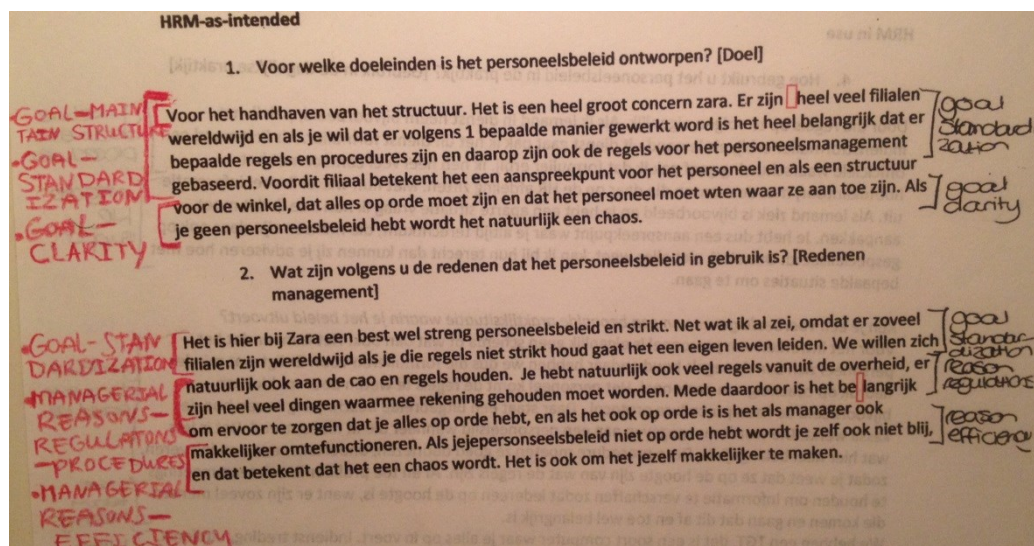 HRM-as-intended
1. Voor welke doeleinden is het personeelsbeleid ontworpen? [Doel]
GOAL-MAIN
TAIN STRUCTURE
•GOAL-
STANDARD
IZATION
•GOAL-
CLARITY
Voor het handhaven van het structuur. Het is een heel groot concern zara. Er zijn heel veel filialen
wereldwijd en als je wil dat er volgens 1 bepaalde manier gewerkt word is het heel belangrijk dat er
bepaalde regels en procedures zijn en daarop zijn ook de regels voor het personeelsmanagement
gebaseerd. Voordit filiaal betekent het een aanspreekpunt voor het personeel en als een structuur
voor de winkel, dat alles op orde moet zijn en dat het personeel moet wten waar ze aan toe zijn. Als
je geen personeelsbeleid hebt wordt het natuurlijk een chaos.
goal
standard
ization
goal
clarity
2. Wat zijn volgens u de redenen dat het personeelsbeleid in gebruik is? [Redenen
management]
•GOAL-STAN
DARDIZATION
•MANAGERIAL
REASONS-
REGULATONS
-PROCEDURES
•MANAGERIAL
REASONS-
EFFICIENCY
Het is hier bij Zara een best wel streng personeelsbeleid en strikt. Net wat ik al zei, omdat er zoveel
filialen zijn wereldwijd als je die regels niet strikt houd gaat het een eigen leven leiden. We willen zich
natuurlijk ook aan de cao en regels houden. Je hebt natuurlijk ook veel regels vanuit de overheid, er
zijn heel veel dingen waarmee rekening gehouden moet worden. Mede daardoor is het belangrijk
om ervoor te zorgen dat je alles op orde hebt, en als het ook op orde is is het als manager ook
makkelijker omtefunctioneren. Als jejepersonseelsbeleid niet op orde hebt wordt je zelf ook niet blij,
en dat betekent dat het een chaos wordt. Het is ook om het jezelf makkelijker te maken.
goal
standar
dization
reason
regulations
reason
efficiency